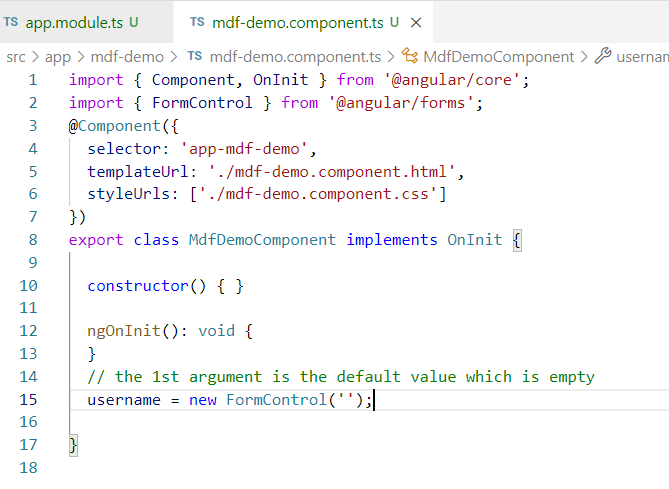 TS app.module.ts U TS mdf-demo.component.ts U ×
src > app > mdf-demo > TS mdf-demo.component.ts > MdfDemoComponent > usernam
1 import { Component, OnInit } from '@angular/core';
2 import { FormControl } from '@angular/forms';
3 @Component({
4   selector: 'app-mdf-demo',
5   templateUrl: './mdf-demo.component.html',
6   styleUrls: ['./mdf-demo.component.css']
7 })
8 export class MdfDemoComponent implements OnInit {
9
10   constructor() { }
11
12   ngOnInit(): void {
13   }
14   // the 1st argument is the default value which is empty
15   username = new FormControl('');
16
17 }
18